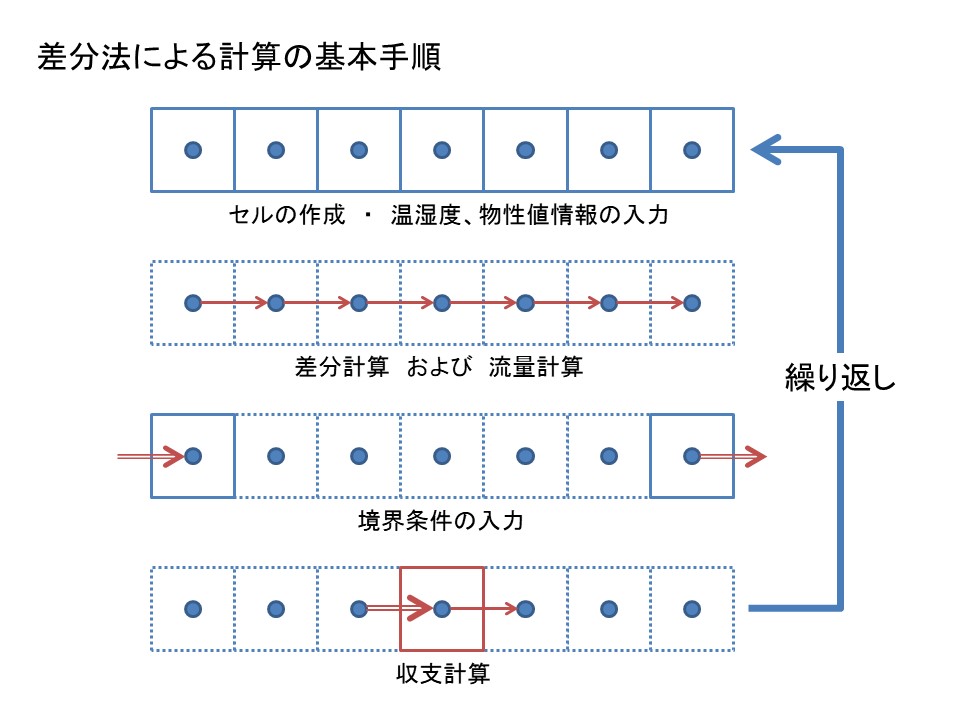 差分法による計算の基本手順
セルの作成 ・ 温湿度、物性値情報の入力
差分計算 および 流量計算
繰り返し
境界条件の入力
収支計算